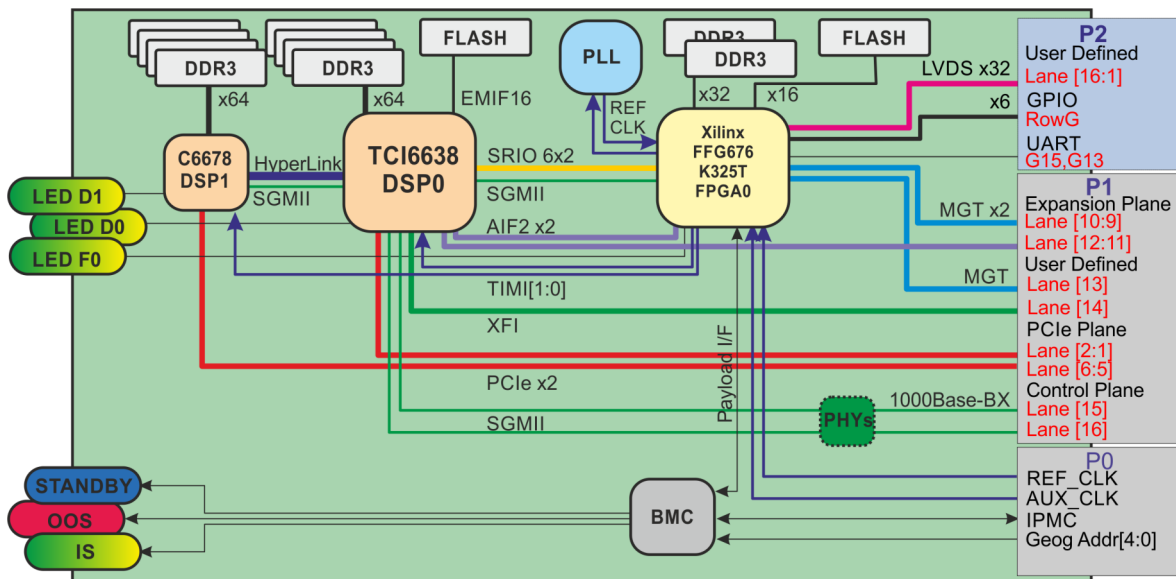 DDR3
DDR3
FLASH
PLL
DDR3
DDR3
FLASH
x64
x64
EMIF16
REF
CLK
x32
x16
LVDS x32
x6
C6678
DSP1
HyperLink
SGMII
TCI6638
DSP0
SRIO 6x2
SGMII
AIF2 x2
Xilinx
FFG676
K325T
FPGA0
LED D1
LED D0
LED F0
TIMI[1:0]
XFI
PCIe x2
SGMII
Payload I/F
MGT x2
MGT
PHYs
1000Base-BX
P2
User Defined
Lane [16:1]
GPIO
RowG
UART
G15,G13
P1
Expansion Plane
Lane [10:9]
Lane [12:11]
User Defined
Lane [13]
Lane [14]
PCIe Plane
Lane [2:1]
Lane [6:5]
Control Plane
Lane [15]
Lane [16]
P0
REF_CLK
AUX_CLK
IPMC
Geog Addr[4:0]
STANDBY
OOS
IS
BMC